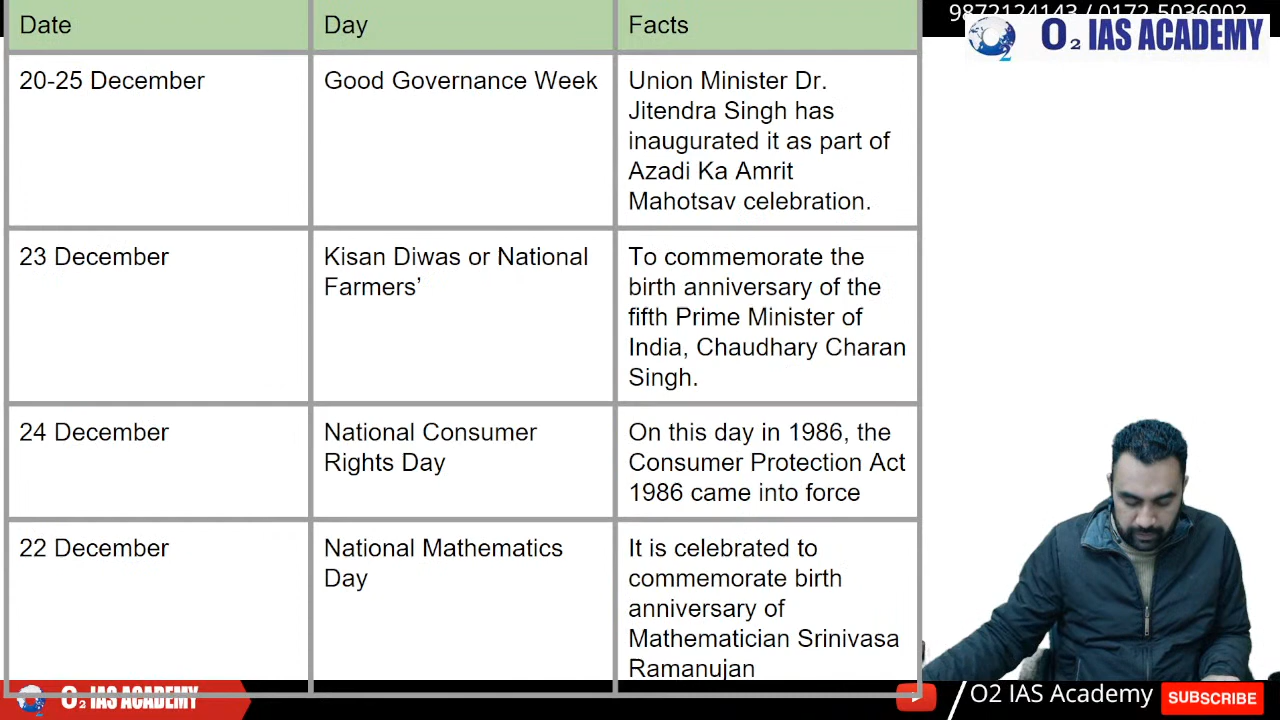 9872124143 / 0172-5036002
O2 IAS ACADEMY
Date
Day
Facts
20-25 December
Good Governance Week
Union Minister Dr.
Jitendra Singh has
inaugurated it as part of
Azadi Ka Amrit
Mahotsav celebration.
23 December
Kisan Diwas or National
Farmers’
To commemorate the
birth anniversary of the
fifth Prime Minister of
India, Chaudhary Charan
Singh.
24 December
National Consumer
Rights Day
On this day in 1986, the
Consumer Protection Act
1986 came into force
22 December
National Mathematics
Day
It is celebrated to
commemorate birth
anniversary of
Mathematician Srinivasa
Ramanujan
O2 IAS ACADEMY
O2 IAS Academy
SUBSCRIBE